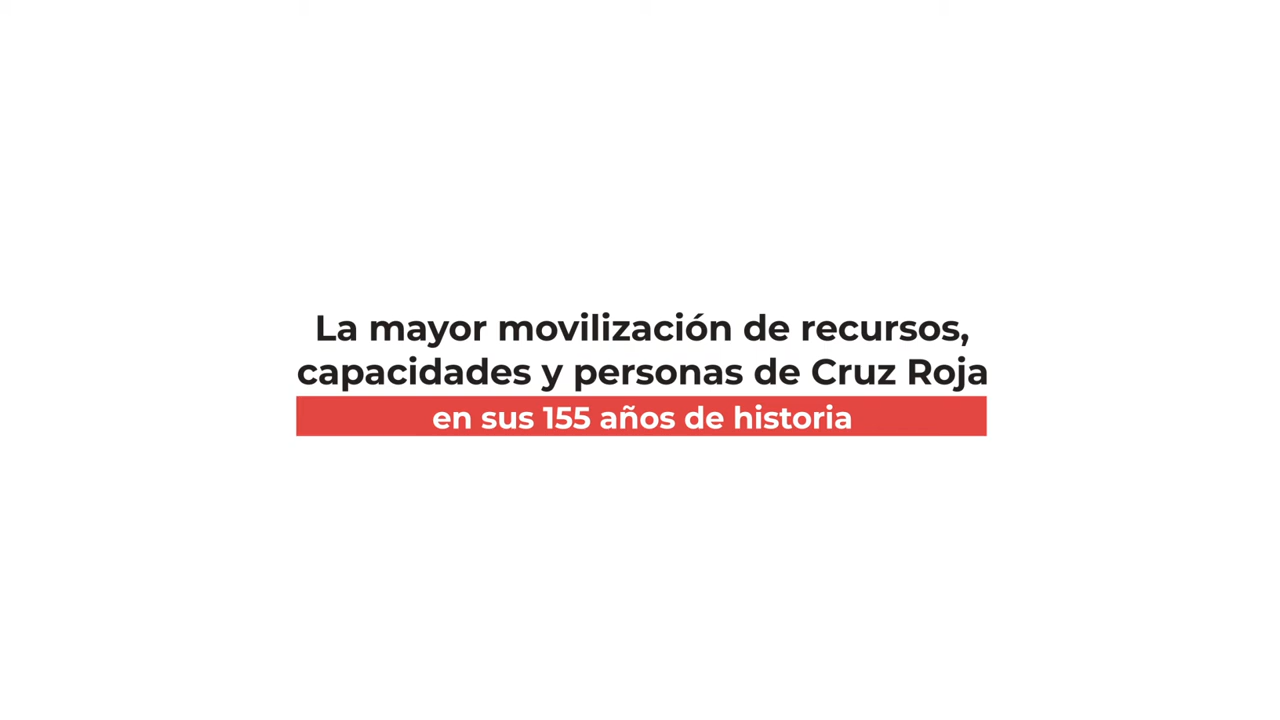 La mayor movilización de recursos,
capacidades y personas de Cruz Roja
en sus 155 años de historia